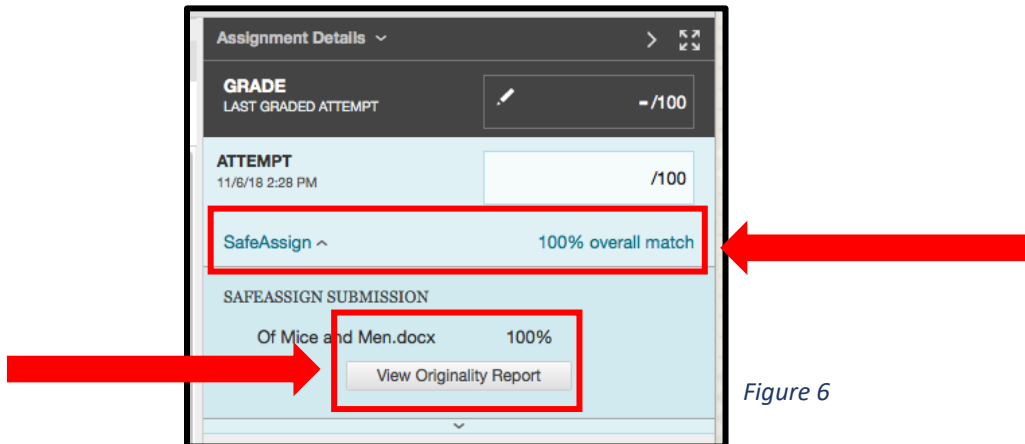 Assignment Details
GRADE
LAST GRADED ATTEMPT
-/100
ATTEMPT
11/6/18 2:28 PM
/100
SafeAssign
100% overall match
SAFEASSIGN SUBMISSION
Of Mice and Men.docx 100%
View Originality Report
Figure 6